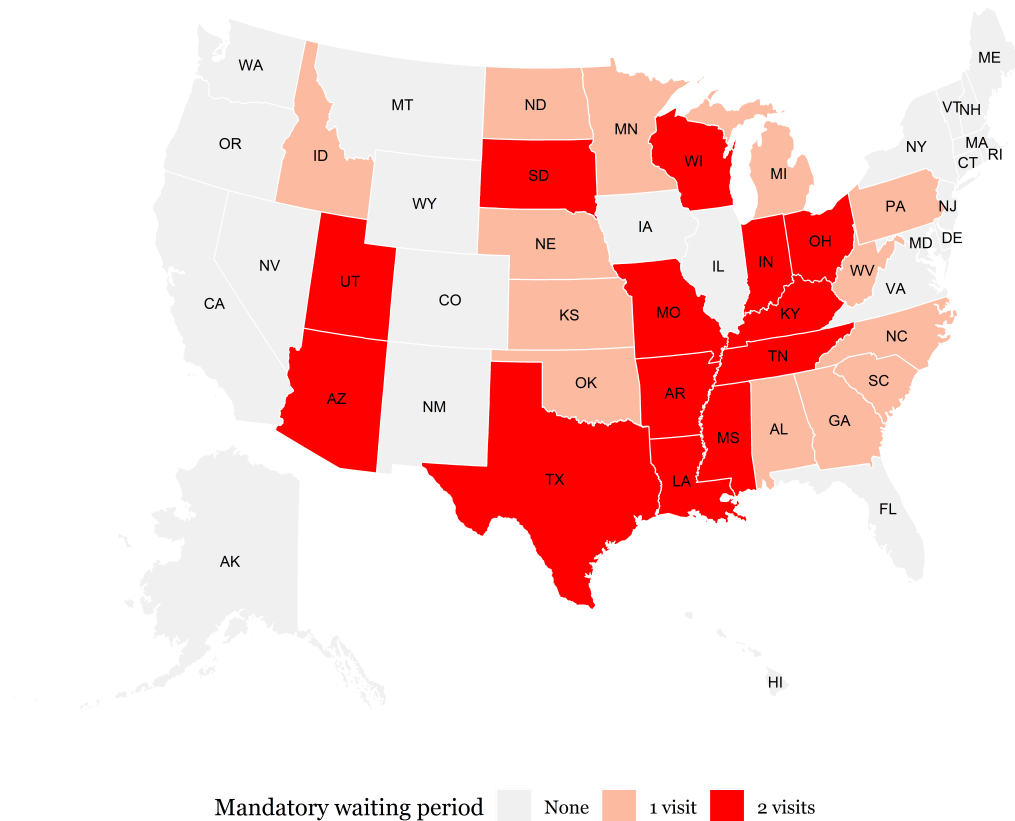 ME
WA
MT
ND
VT
NH
MN
OR
NY
MA
RI
ID
WI
CT
SD
MI
WY
PA
NJ
IA
NE
OH
MD
DE
NV
IL
IN
WV
UT
VA
CA
CO
KS
MO
KY
NC
TN
OK
SC
AZ
NM
AR
GA
MS
AL
TX
LA
FL
AK
HI
Mandatory waiting period None 1 visit 2 visits